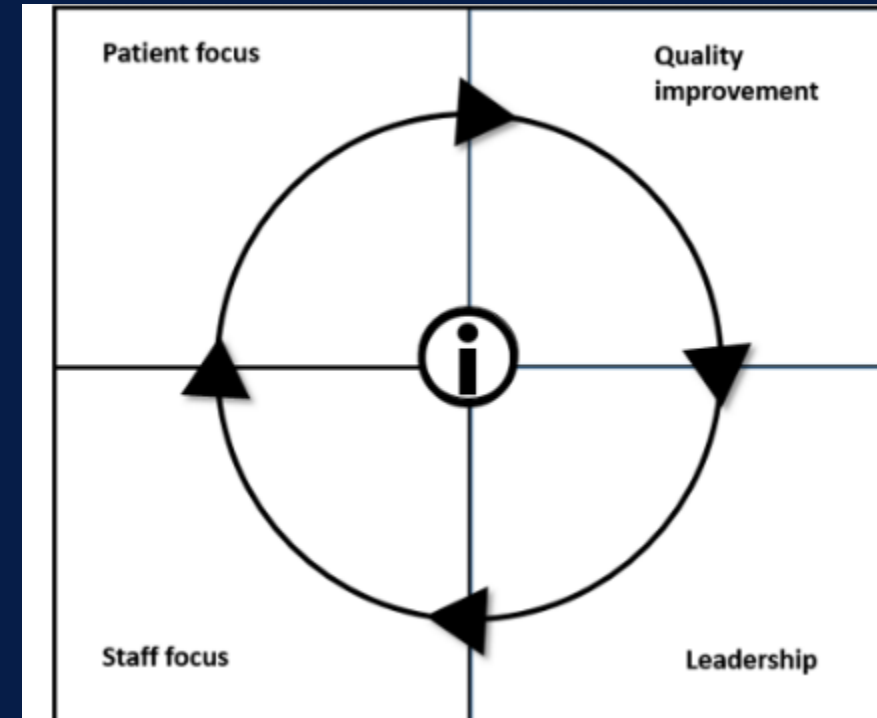 Patient focus
Quality
improvement
i
Staff focus
Leadership